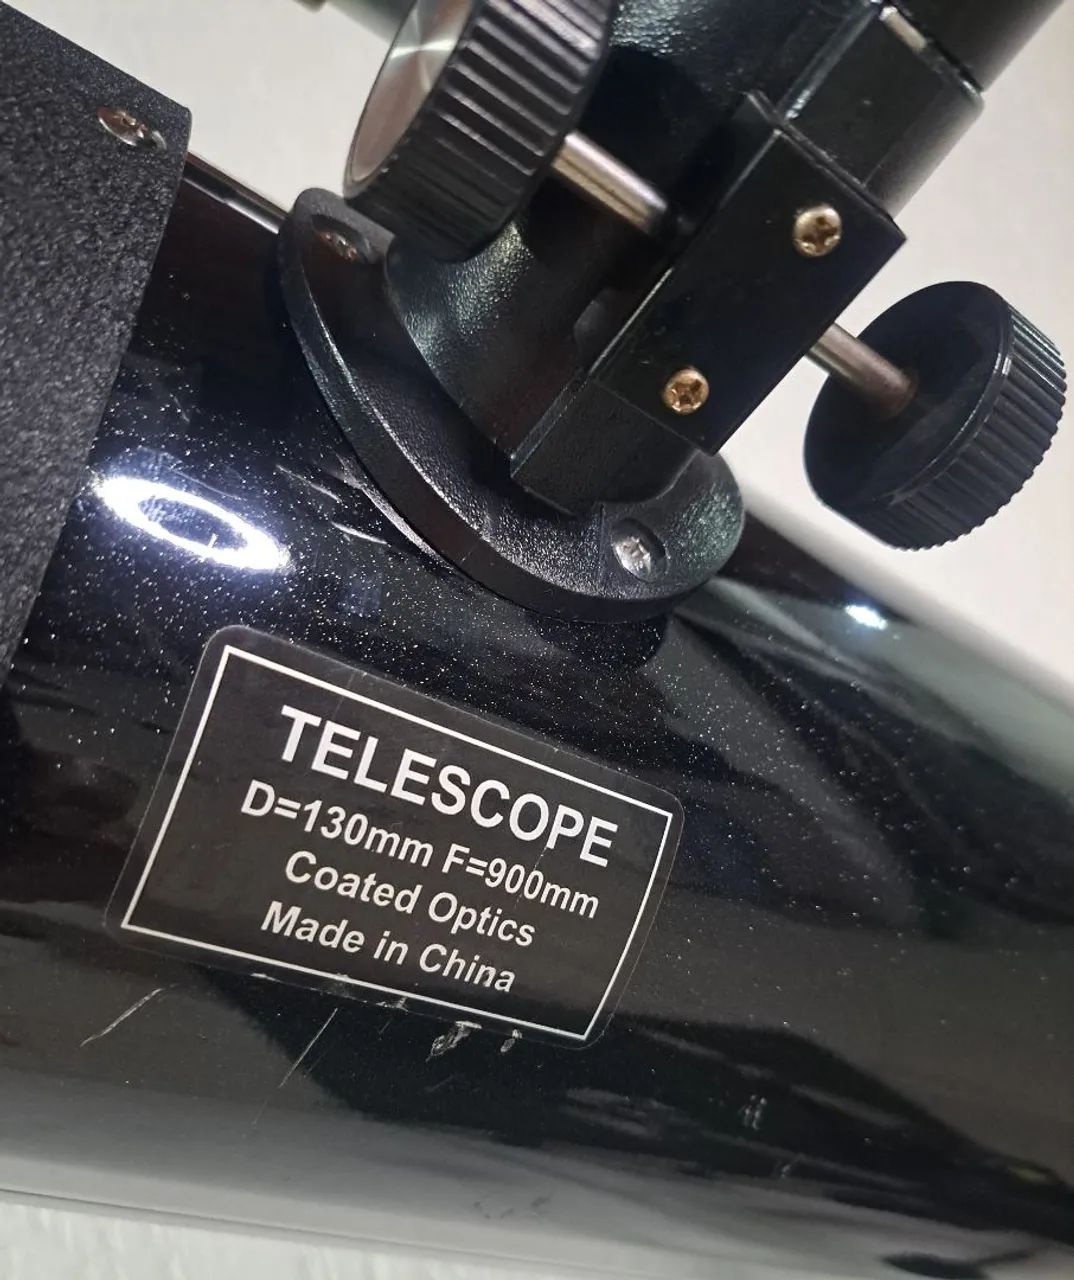 TELESCOPE
D=130mm F=900mm
Coated Optics
Made in China